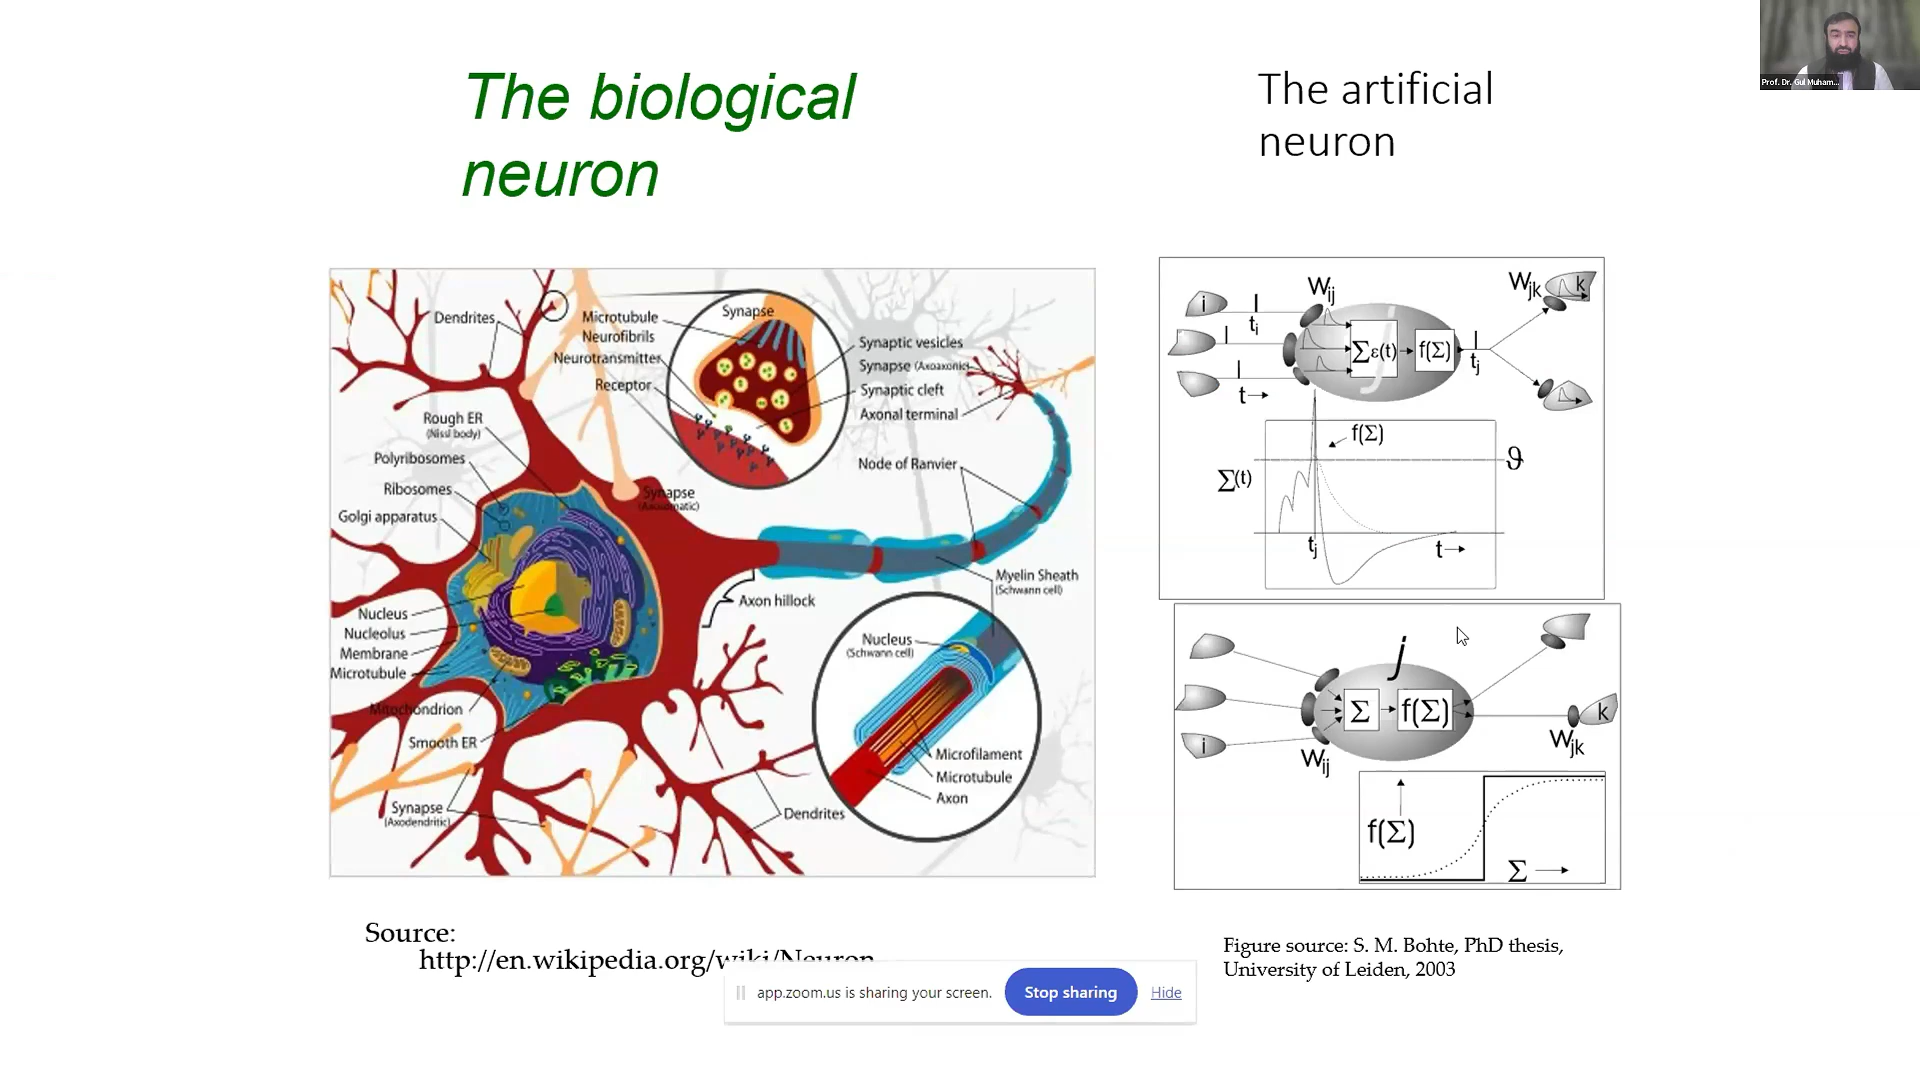 The biological
neuron
The artificial
neuron
Prof. Dr. Gul Muham...
Dendrites
Microtubule
Neurofibrils
Neurotransmitter
Receptor
Synapse
Synaptic vesicles
Synapse (Axoaxonic)
Synaptic cleft
Axonal terminal
Rough ER
(Nissl body)
Polyribosomes
Ribosomes
Golgi apparatus
Synapse
(Axosomatic)
Node of Ranvier
Myelin Sheath
(Schwann cell)
Axon hillock
Nucleus
Nucleolus
Membrane
Microtubule
Mitochondrion
Smooth ER
Synapse
(Axodendritic)
Dendrites
Nucleus
(Schwann cell)
Microfilament
Microtubule
Axon
i
ti
t
Wij
j
Σε(t)
f(Σ)
tj
Wjk
k
f(Σ)
ϑ
Σ(t)
tj
t
j
i
Wij
Σ
f(Σ)
Wjk
k
f(Σ)
Σ
Source:
http://en.wikipedia.org/wiki/Neuron
Figure source: S. M. Bohte, PhD thesis,
University of Leiden, 2003
app.zoom.us is sharing your screen.
Stop sharing
Hide